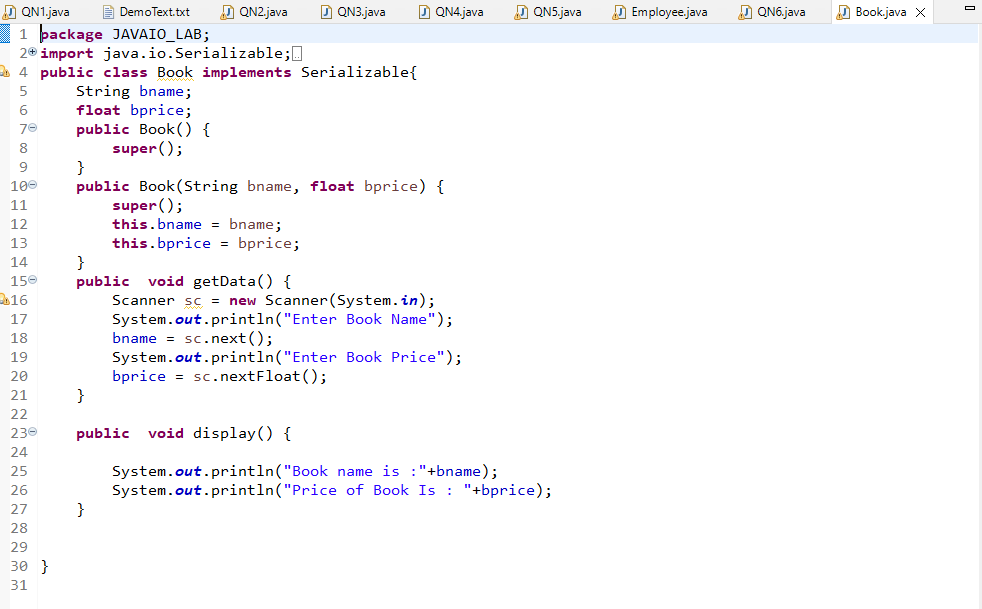 QN1.java DemoText.txt QN2.java QN3.java QN4.java QN5.java Employee.java QN6.java Book.java
1 package JAVAIO_LAB;
2 import java.io.Serializable;
4 public class Book implements Serializable{
5     String bname;
6     float bprice;
7     public Book() {
8         super();
9     }
10     public Book(String bname, float bprice) {
11         super();
12         this.bname = bname;
13         this.bprice = bprice;
14     }
15     public  void getData() {
16         Scanner sc = new Scanner(System.in);
17         System.out.println("Enter Book Name");
18         bname = sc.next();
19         System.out.println("Enter Book Price");
20         bprice = sc.nextFloat();
21     }
22
23     public  void display() {
24
25         System.out.println("Book name is :"+bname);
26         System.out.println("Price of Book Is : "+bprice);
27     }
28
29
30 }
31